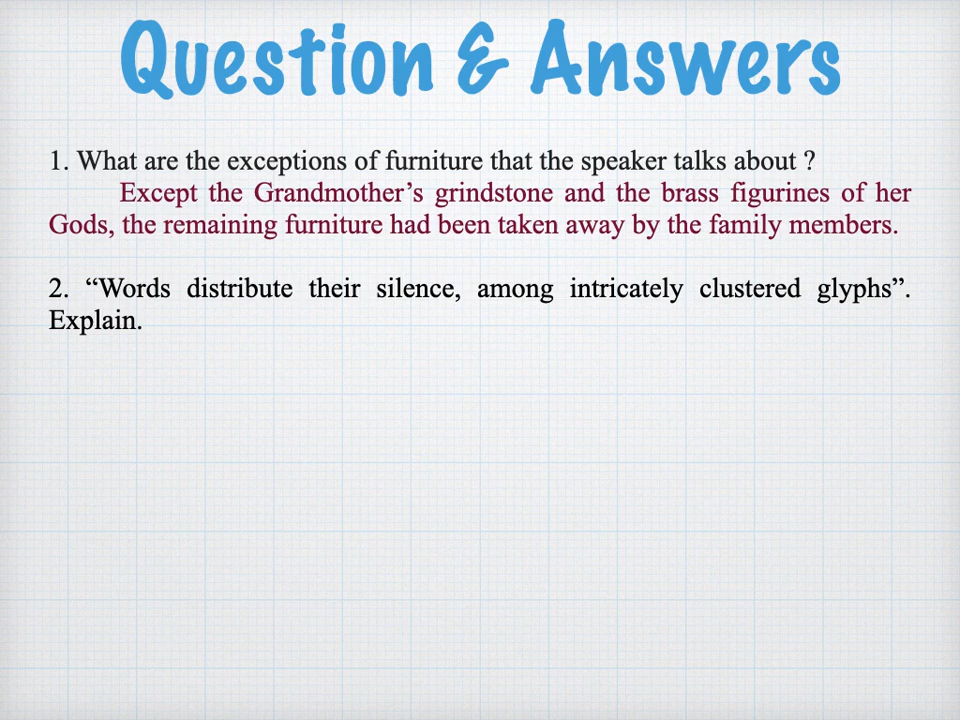 Question & Answers
1. What are the exceptions of furniture that the speaker talks about ?
Except the Grandmother’s grindstone and the brass figurines of her
Gods, the remaining furniture had been taken away by the family members.
2. “Words distribute their silence, among intricately clustered glyphs”.
Explain.